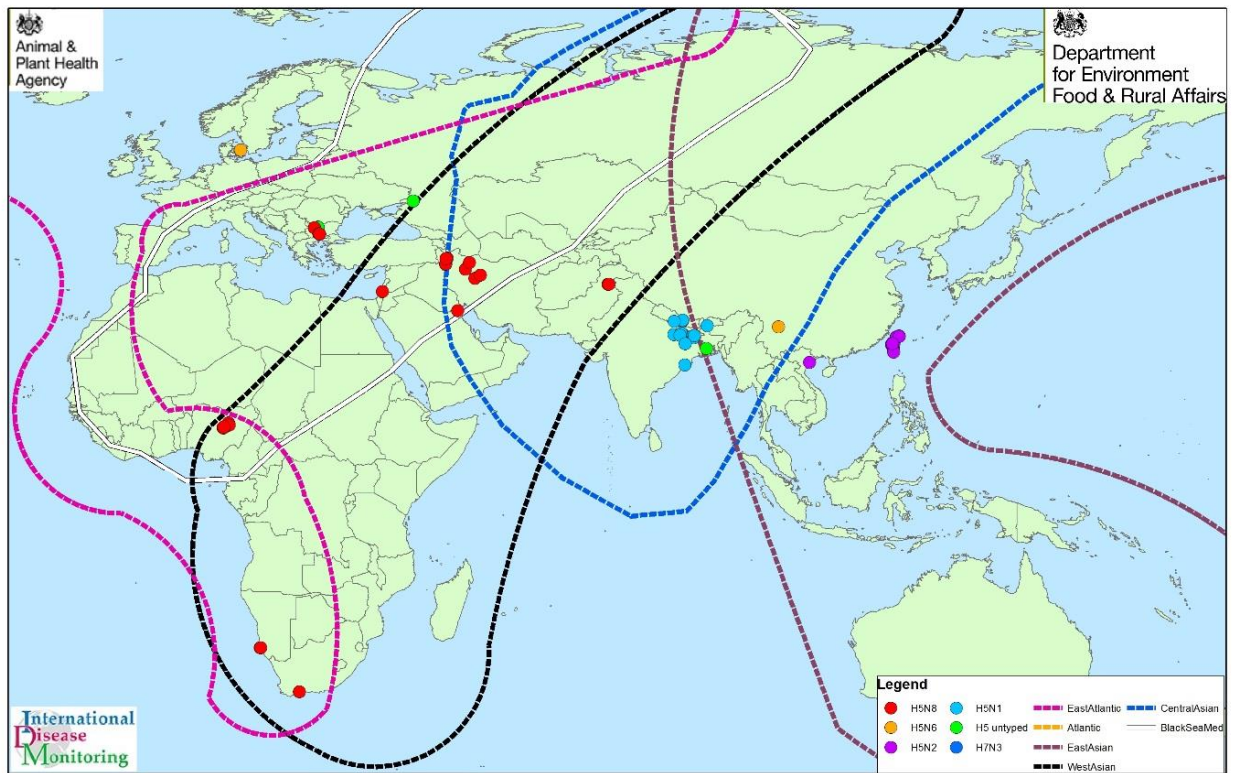 Animal &
Plant Health
Agency
Department
for Environment
Food & Rural Affairs
International
Disease
Monitoring
Legend
H5N8
H5N1
EastAtlantic
CentralAsian
H5N6
H5 untyped
Atlantic
BlackSeaMed
H5N2
H7N3
EastAsian
WestAsian